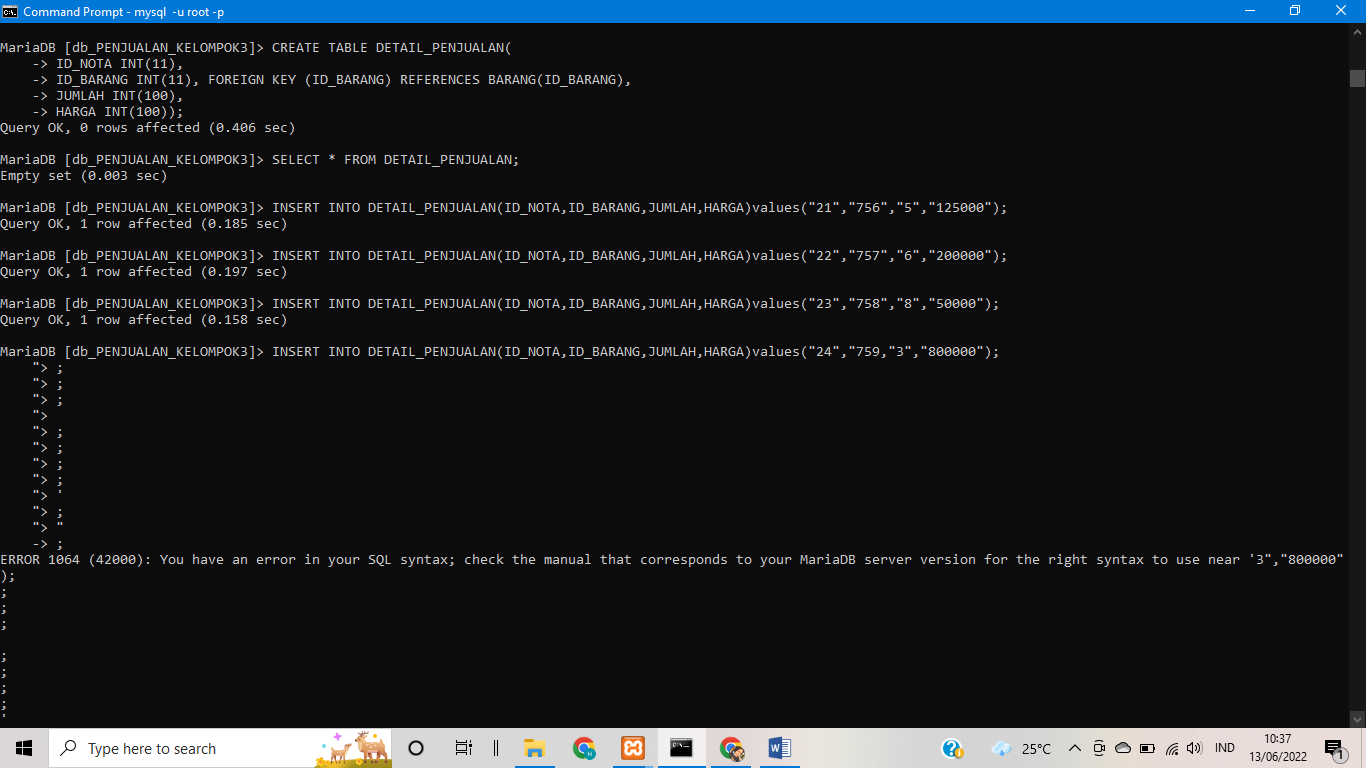 Command Prompt - mysql  -u root -p
MariaDB [db_PENJUALAN_KELOMPOK3]> CREATE TABLE DETAIL_PENJUALAN(
    -> ID_NOTA INT(11),
    -> ID_BARANG INT(11), FOREIGN KEY (ID_BARANG) REFERENCES BARANG(ID_BARANG),
    -> JUMLAH INT(100),
    -> HARGA INT(100));
Query OK, 0 rows affected (0.406 sec)
MariaDB [db_PENJUALAN_KELOMPOK3]> SELECT * FROM DETAIL_PENJUALAN;
Empty set (0.003 sec)
MariaDB [db_PENJUALAN_KELOMPOK3]> INSERT INTO DETAIL_PENJUALAN(ID_NOTA,ID_BARANG,JUMLAH,HARGA)values("21","756","5","125000");
Query OK, 1 row affected (0.185 sec)
MariaDB [db_PENJUALAN_KELOMPOK3]> INSERT INTO DETAIL_PENJUALAN(ID_NOTA,ID_BARANG,JUMLAH,HARGA)values("22","757","6","200000");
Query OK, 1 row affected (0.197 sec)
MariaDB [db_PENJUALAN_KELOMPOK3]> INSERT INTO DETAIL_PENJUALAN(ID_NOTA,ID_BARANG,JUMLAH,HARGA)values("23","758","8","50000");
Query OK, 1 row affected (0.158 sec)
MariaDB [db_PENJUALAN_KELOMPOK3]> INSERT INTO DETAIL_PENJUALAN(ID_NOTA,ID_BARANG,JUMLAH,HARGA)values("24","759,"3","800000");
    "> ;
    "> ;
    "> ;
    ">
    "> ;
    "> ;
    "> ;
    "> ;
    "> '
    "> ;
    "> "
    -> ;
ERROR 1064 (42000): You have an error in your SQL syntax; check the manual that corresponds to your MariaDB server version for the right syntax to use near '3","800000"
);
;
;
;
;
;
;
;
'
Type here to search
25°C
IND
10:37
13/06/2022
1